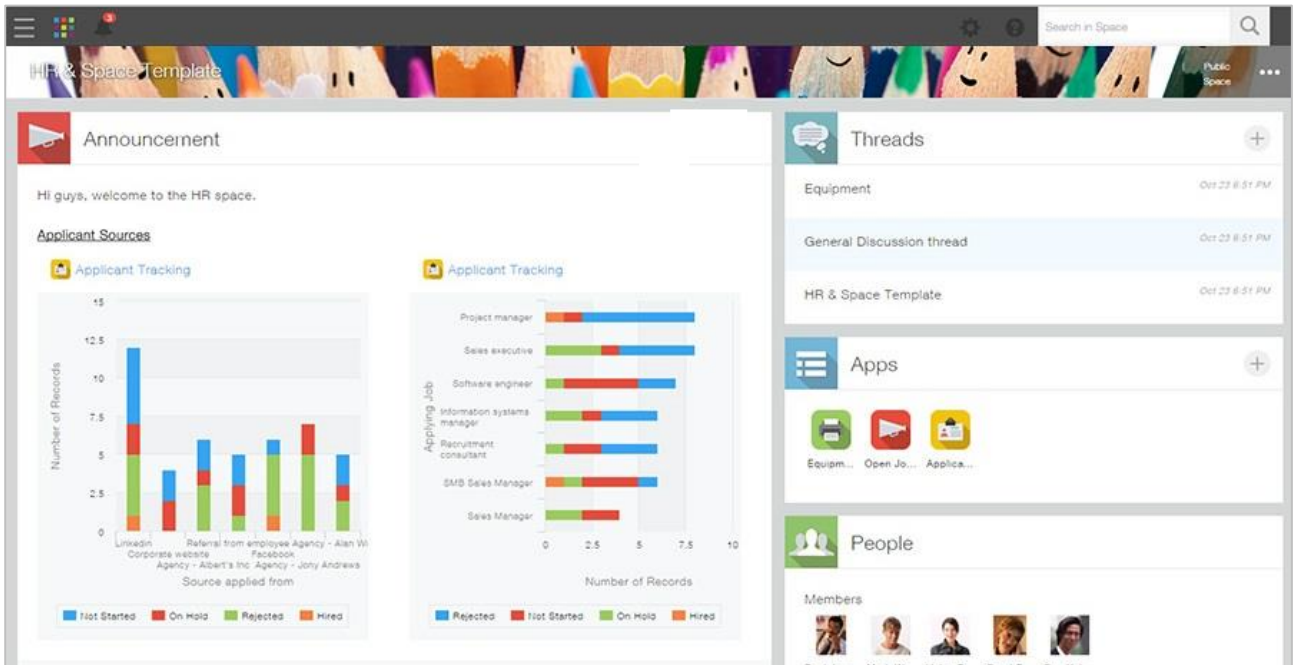 3
Search in Space
HR & Space Template
Public
Space
Announcement
Hi guys, welcome to the HR space.
Applicant Sources
Applicant Tracking
15
12.5
10
7.5
5
2.5
0
Number of Records
Linkedin
Corporate website
Agency - Albert's Inc
Referral from employee
Facebook
Agency - Jony Andrews
Agency - Alan
Source applied from
Not Started
On Hold
Rejected
Hired
Applicant Tracking
Applying Job
Project manager
Sales executive
Software engineer
Information systems
manager
Recruitment
consultant
SMB Sales Manager
Sales Manager
0 2.5 5 7.5 10
Number of Records
Rejected
Not Started
On Hold
Hired
Threads
Equipment
Oct 23 6:51 PM
General Discussion thread
Oct 23 6:51 PM
HR & Space Template
Oct 23 6:51 PM
Apps
Equipm...
Open Jo...
Applica...
People
Members